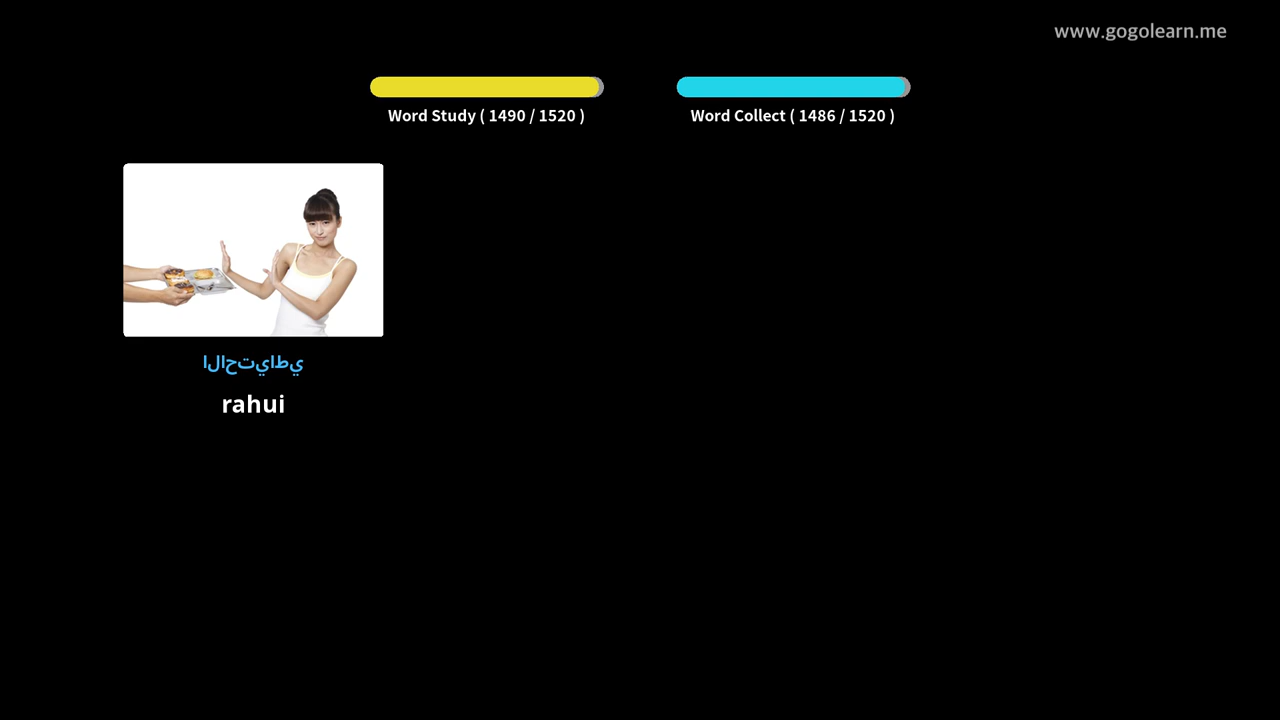 www.gogolearn.me
Word Study ( 1490 / 1520 )
Word Collect ( 1486 / 1520 )
الاحتياطي
rahui